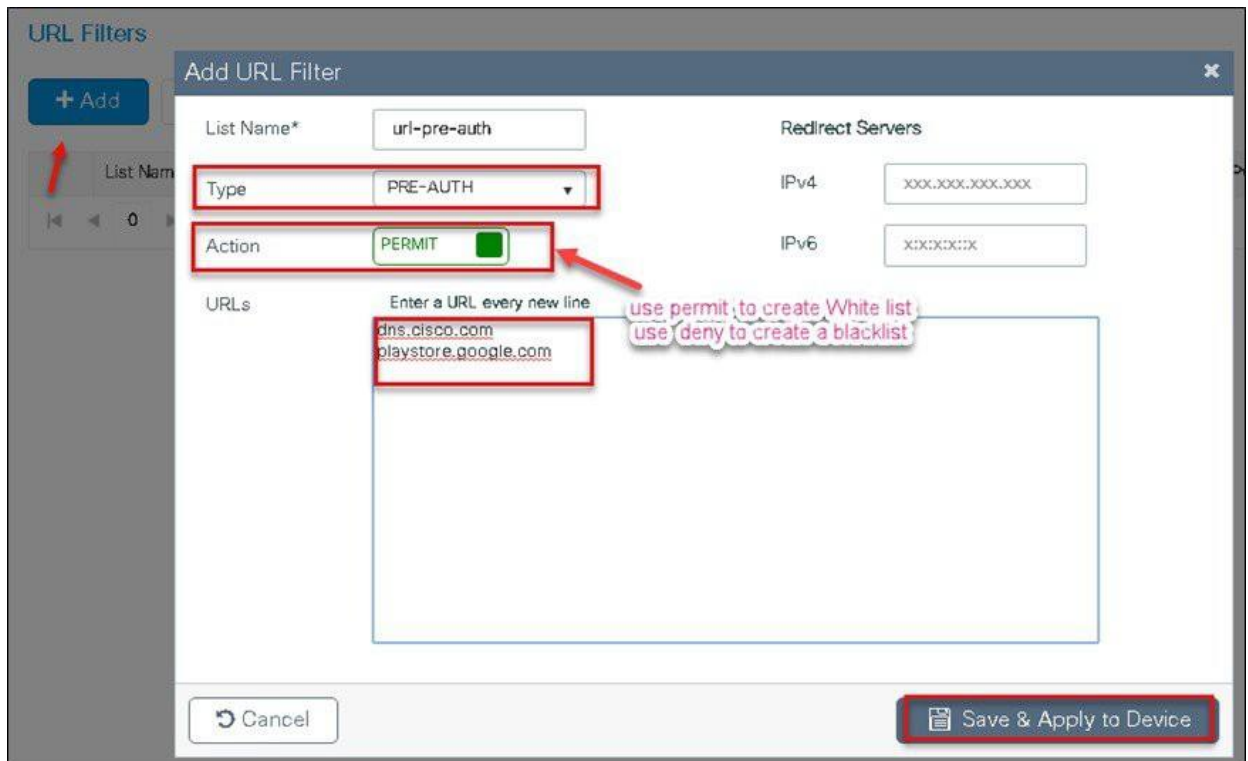 URL Filters
+ Add
Add URL Filter
×
List Name*
url-pre-auth
Redirect Servers
List Nam
Type
PRE-AUTH
IPv4
xxx.xxx.xxx.xxx
0
Action
PERMIT
IPv6
x:x:x:x::x
URLs
Enter a URL every new line
use permit to create White list
use deny to create a blacklist
dns.cisco.com
playstore.google.com
Cancel
Save & Apply to Device